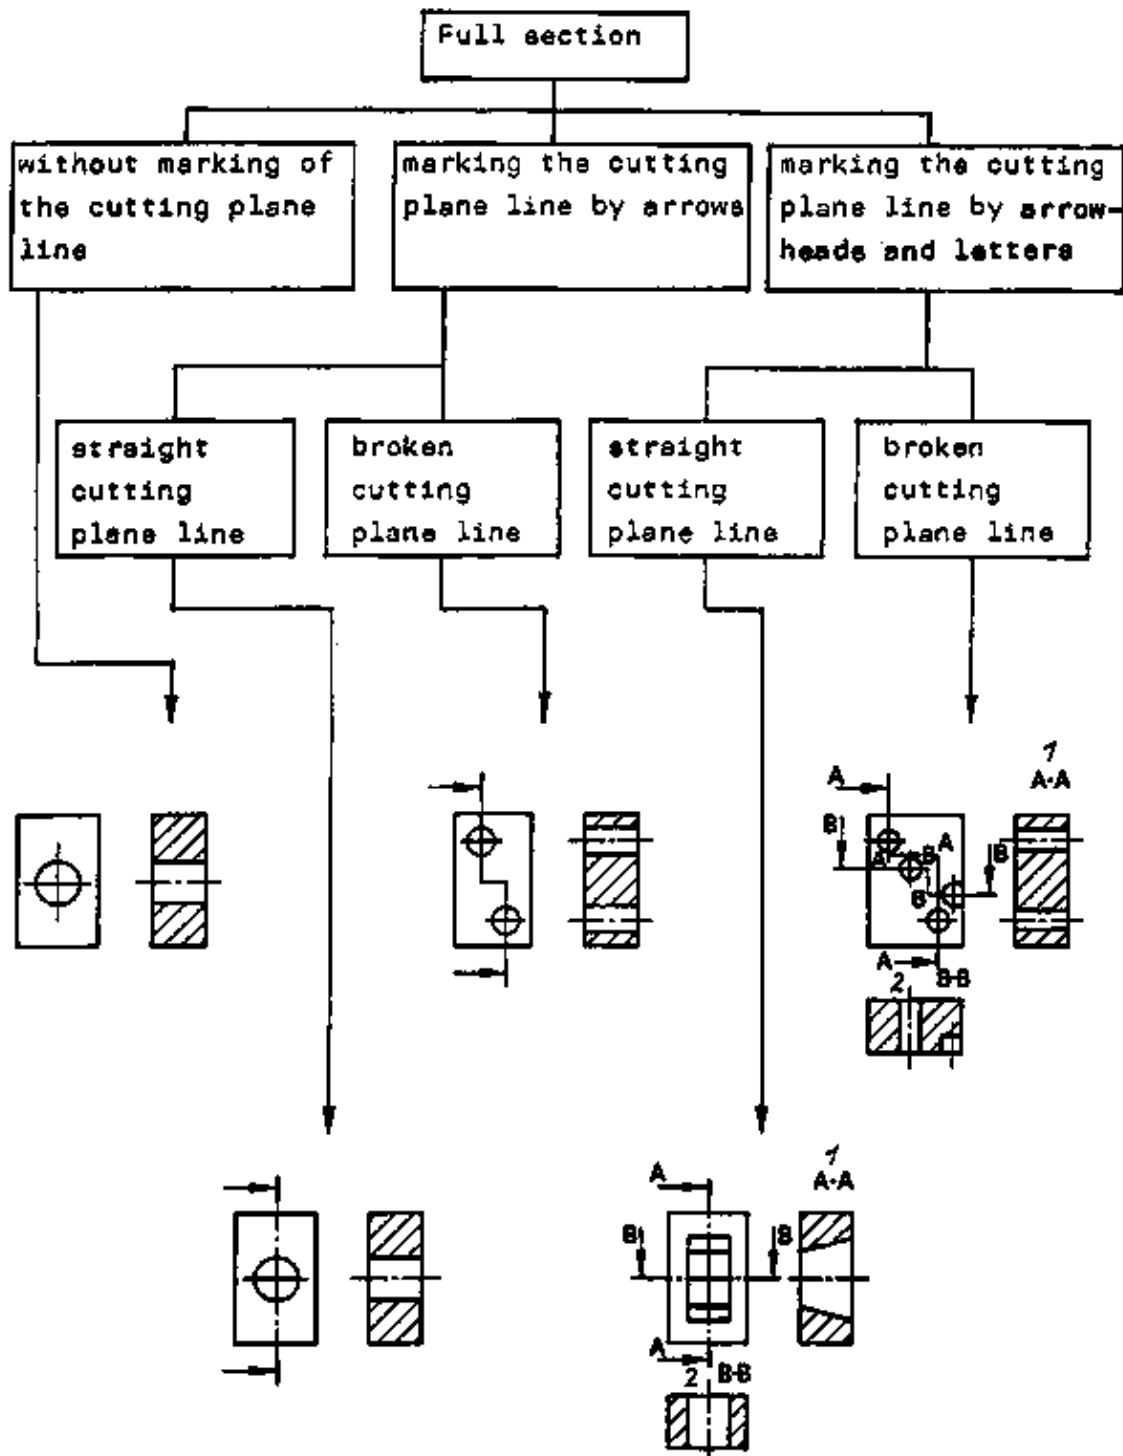 Full section
without marking of
the cutting plane
line
marking the cutting
plane line by arrows
marking the cutting
plane line by arrow-
heads and letters
straight
cutting
plane line
broken
cutting
plane line
straight
cutting
plane line
broken
cutting
plane line
1
A
A-A
B
A
B
A
B
B
A
B-B
2
1
A
A-A
B
B
A
2
B-B